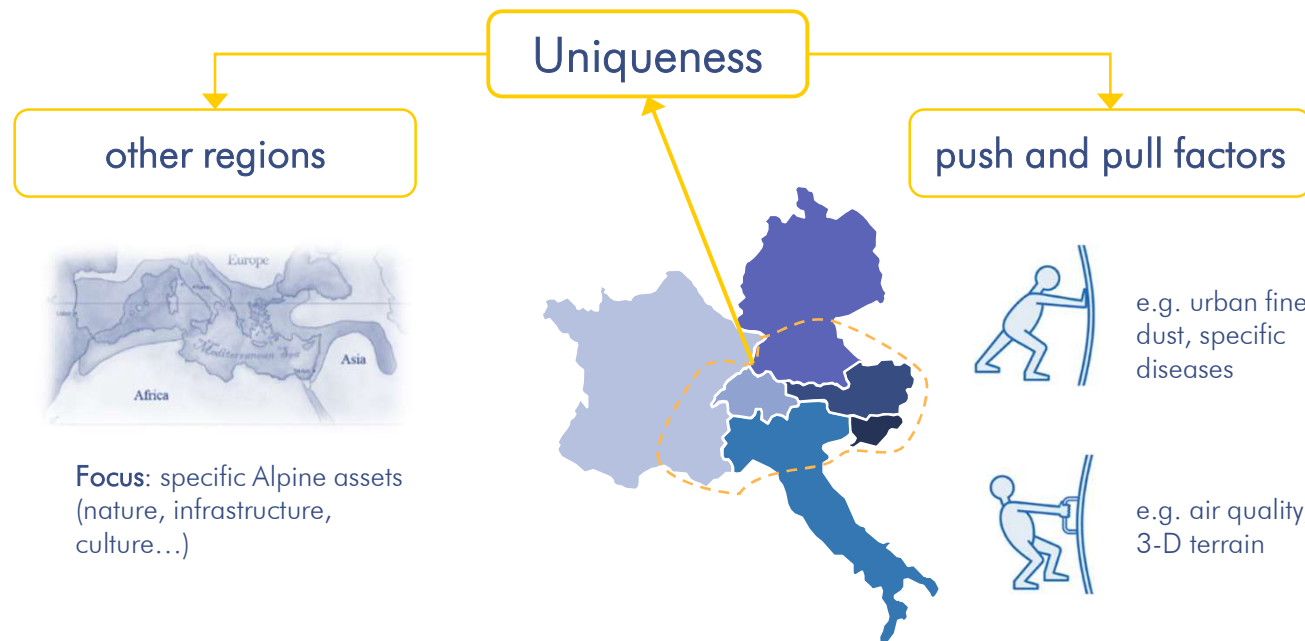 Uniqueness
other regions
push and pull factors
Europe
Mediterranean Sea
Asia
Africa
e.g. urban fine
dust, specific
diseases
Focus: specific Alpine assets
(nature, infrastructure,
culture…)
e.g. air quality
3-D terrain